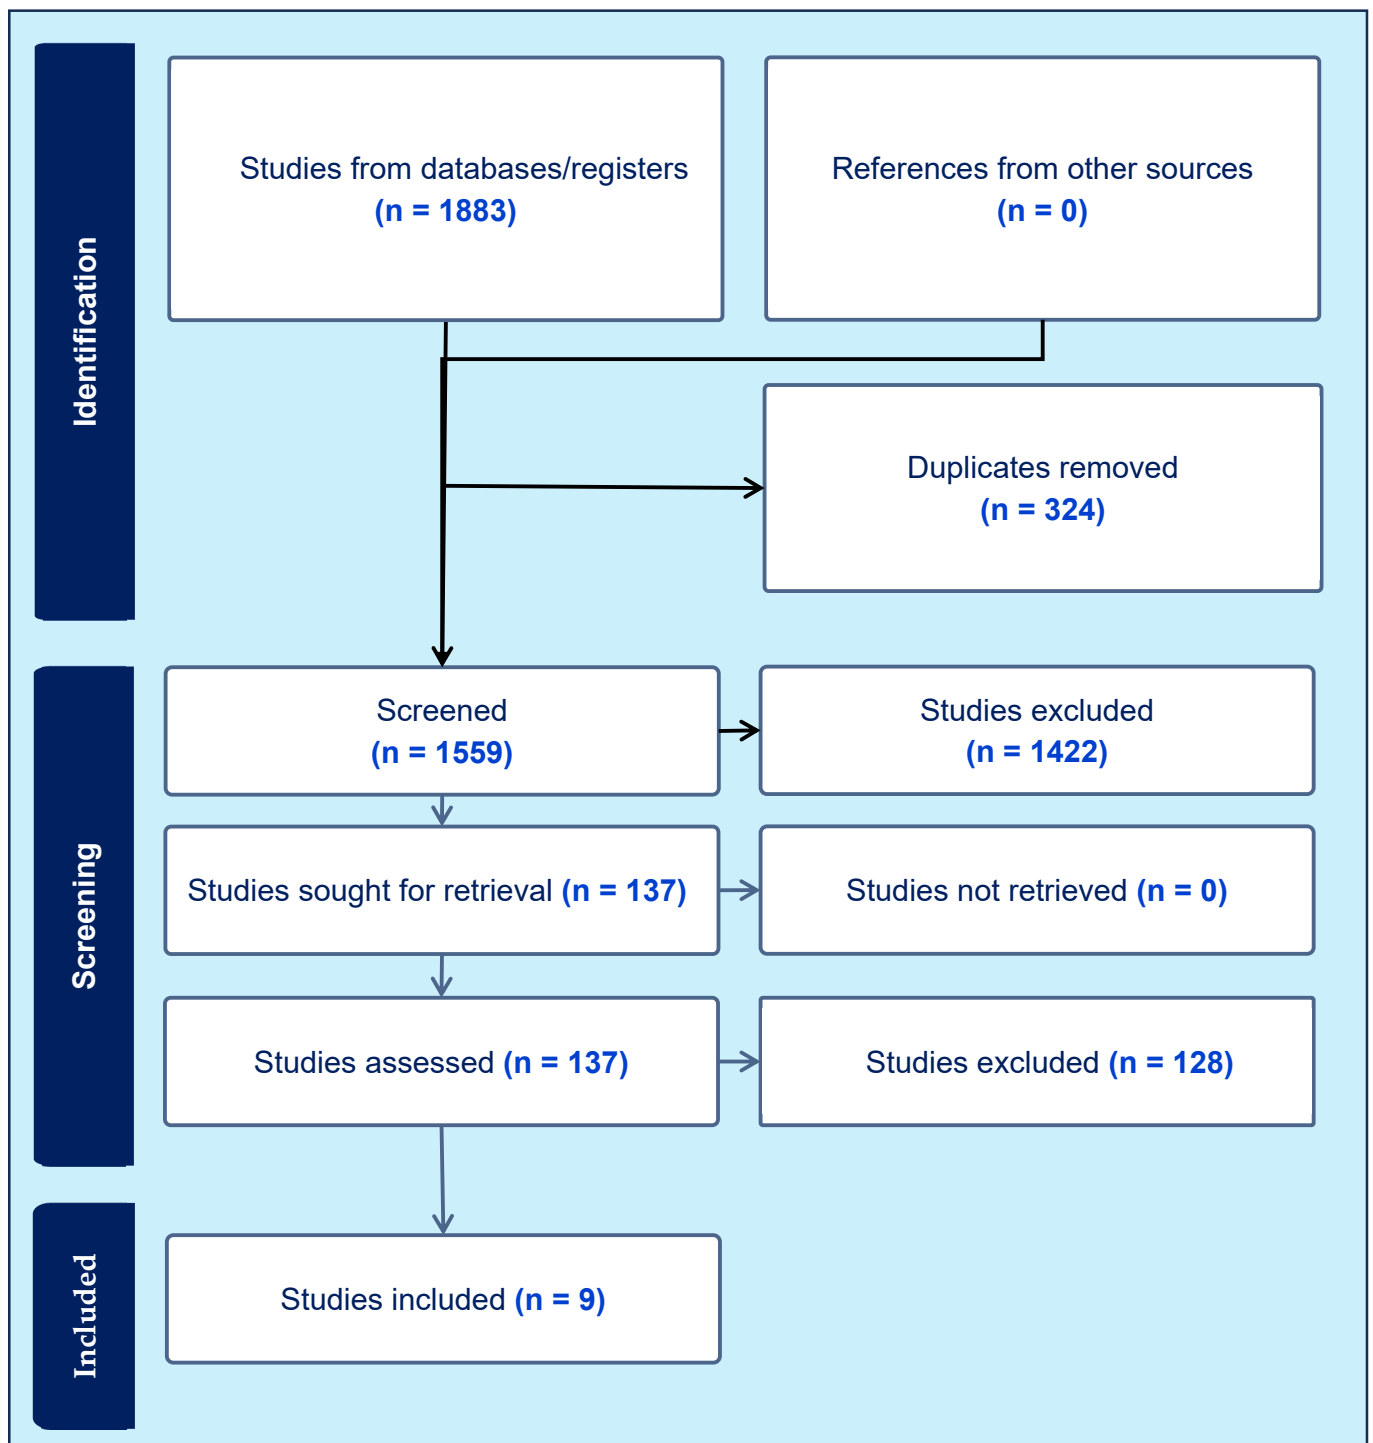 Identification
Studies from databases/registers
(n = 1883)
References from other sources
(n = 0)
Duplicates removed
(n = 324)
Screening
Screened
(n = 1559)
Studies excluded
(n = 1422)
Studies sought for retrieval (n = 137)
Studies not retrieved (n = 0)
Studies assessed (n = 137)
Studies excluded (n = 128)
Included
Studies included (n = 9)